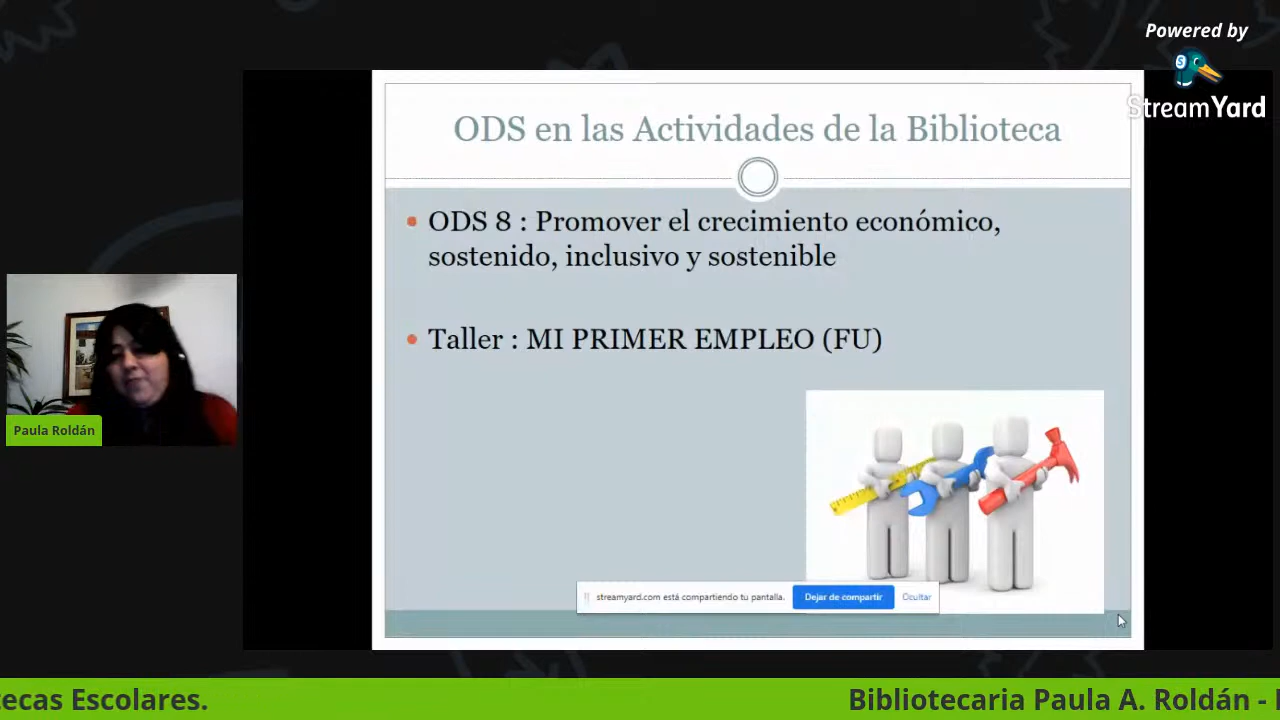 Powered by
StreamYard
ODS en las Actividades de la Biblioteca
ODS 8 : Promover el crecimiento económico,
sostenido, inclusivo y sostenible
Taller : MI PRIMER EMPLEO (FU)
Paula Roldán
streamyard.com está compartiendo tu pantalla.
Dejar de compartir
Ocultar
tecas Escolares.
Bibliotecaria Paula A. Roldán -